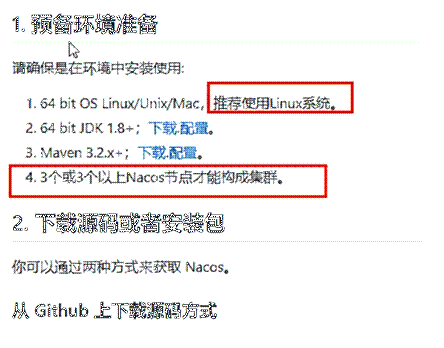 1. 预备环境准备
请确保是在环境中安装使用:
1. 64 bit OS Linux/Unix/Mac，推荐使用Linux系统。
2. 64 bit JDK 1.8+；下载.配置。
3. Maven 3.2.x+；下载.配置。
4. 3个或3个以上Nacos节点才能构成集群。
2. 下载源码或者安装包
你可以通过两种方式来获取 Nacos。
从 Github 上下载源码方式